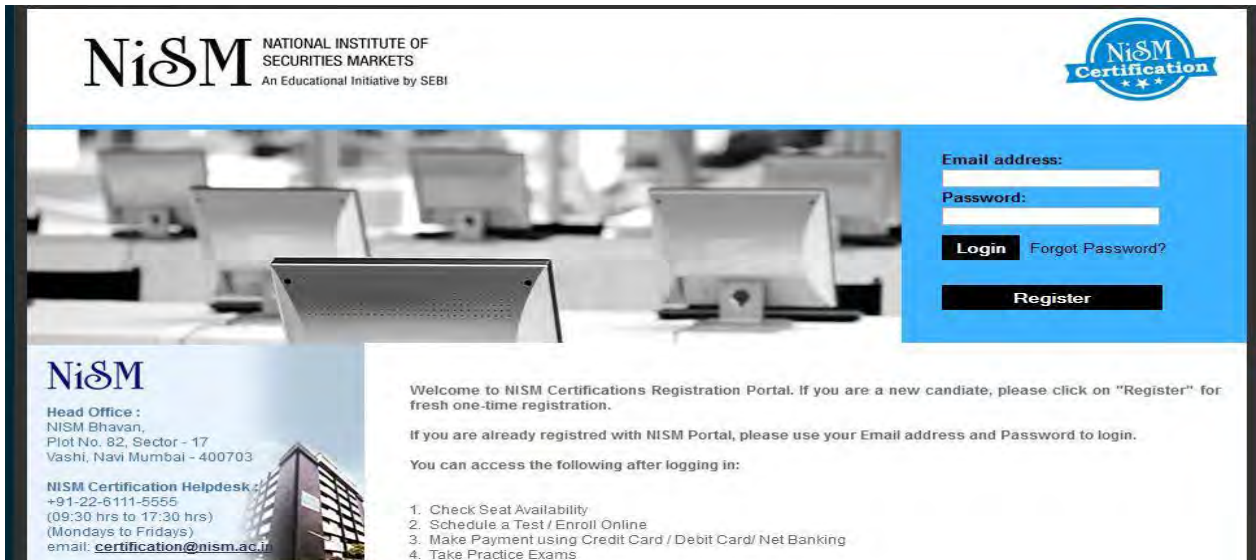 NiSM
NATIONAL INSTITUTE OF
SECURITIES MARKETS
An Educational Initiative by SEBI
NiSM
Certification
Email address:
Password:
Login Forgot Password?
Register
NiSM
Head Office :
NISM Bhavan,
Plot No. 82, Sector - 17
Vashi, Navi Mumbai - 400703
NISM Certification Helpdesk :
+91-22-6111-5555
(09:30 hrs to 17:30 hrs)
(Mondays to Fridays)
email: certification@nism.ac.in
Welcome to NISM Certifications Registration Portal. If you are a new candiate, please click on "Register" for
fresh one-time registration.
If you are already registred with NISM Portal, please use your Email address and Password to login.
You can access the following after logging in:
1. Check Seat Availability
2. Schedule a Test / Enroll Online
3. Make Payment using Credit Card / Debit Card/ Net Banking
4. Take Practice Exams